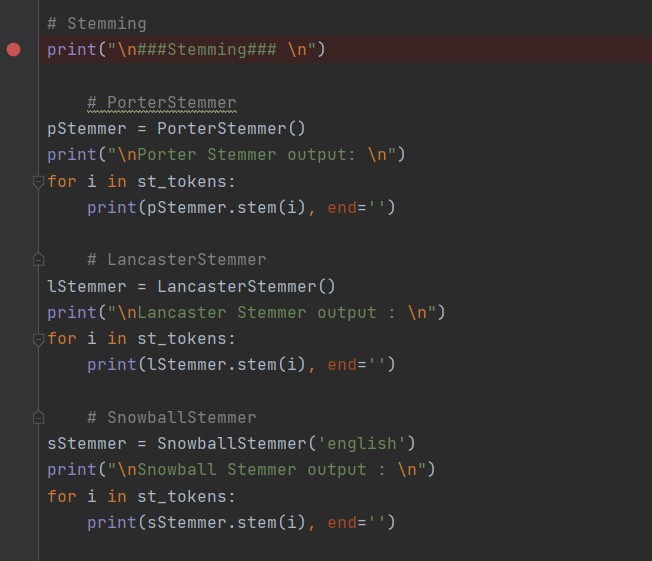 # Stemming
print("\n###Stemming### \n")
    # PorterStemmer
pStemmer = PorterStemmer()
print("\nPorter Stemmer output: \n")
for i in st_tokens:
    print(pStemmer.stem(i), end='')
    # LancasterStemmer
lStemmer = LancasterStemmer()
print("\nLancaster Stemmer output : \n")
for i in st_tokens:
    print(lStemmer.stem(i), end='')
    # SnowballStemmer
sStemmer = SnowballStemmer('english')
print("\nSnowball Stemmer output : \n")
for i in st_tokens:
    print(sStemmer.stem(i), end='')